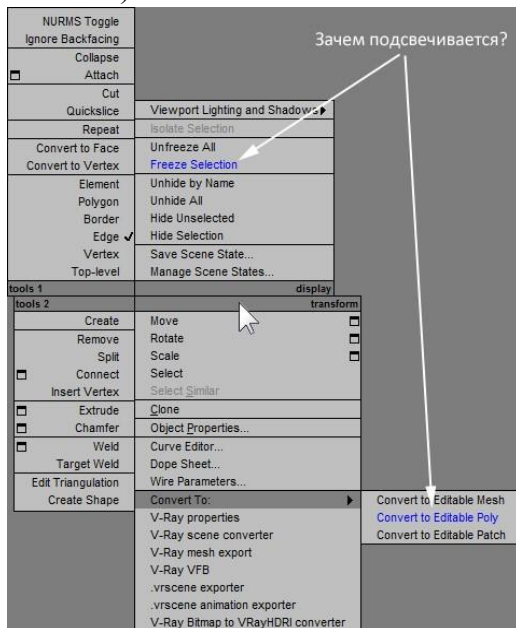 NURMS Toggle
Ignore Backfacing
Collapse
Attach
Cut
Quickslice
Repeat
Convert to Face
Convert to Vertex
Element
Polygon
Border
Edge
Vertex
Top-level
tools 1
Зачем подсвечивается?
Viewport Lighting and Shadows
Isolate Selection
Unfreeze All
Freeze Selection
Unhide by Name
Unhide All
Hide Unselected
Hide Selection
Save Scene State...
Manage Scene States...
display
tools 2
Create
Remove
Split
Connect
Insert Vertex
Extrude
Chamfer
Weld
Target Weld
Edit Triangulation
Create Shape
transform
Move
Rotate
Scale
Select
Select Similar
Clone
Object Properties...
Curve Editor...
Dope Sheet...
Wire Parameters...
Convert To:
V-Ray properties
V-Ray scene converter
V-Ray mesh export
V-Ray VFB
.vrscene exporter
.vrscene animation exporter
V-Ray Bitmap to VRayHDRI converter
Convert to Editable Mesh
Convert to Editable Poly
Convert to Editable Patch